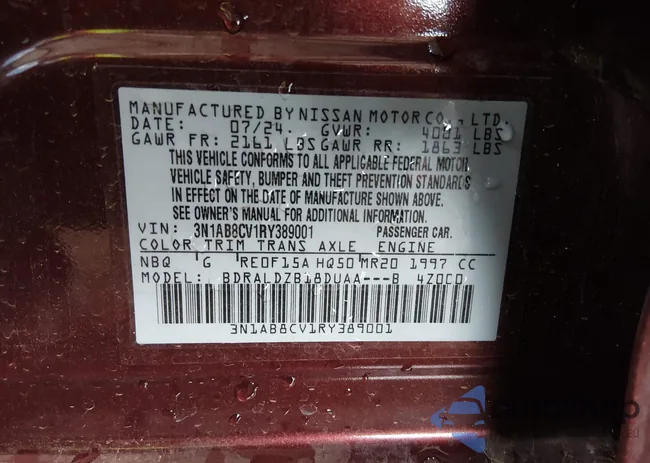 MANUFACTURED BY NISSAN MOTOR CO., LTD.
DATE: 07/24. GVWR: 4081 LBS
GAWR FR: 2161 LBS GAWR RR: 1863 LBS
THIS VEHICLE CONFORMS TO ALL APPLICABLE FEDERAL MOTOR
VEHICLE SAFETY, BUMPER AND THEFT PREVENTION STANDARDS
IN EFFECT ON THE DATE OF MANUFACTURE SHOWN ABOVE.
SEE OWNER'S MANUAL FOR ADDITIONAL INFORMATION.
VIN: 3N1AB8CV1RY389001 PASSENGER CAR.
COLOR TRIM TRANS AXLE ENGINE
NBQ G RE0F15A HQ50 MR20 1997 CC
MODEL: BDRALDZB18DUAA---B 4Z0C0
3N1AB8CV1RY389001